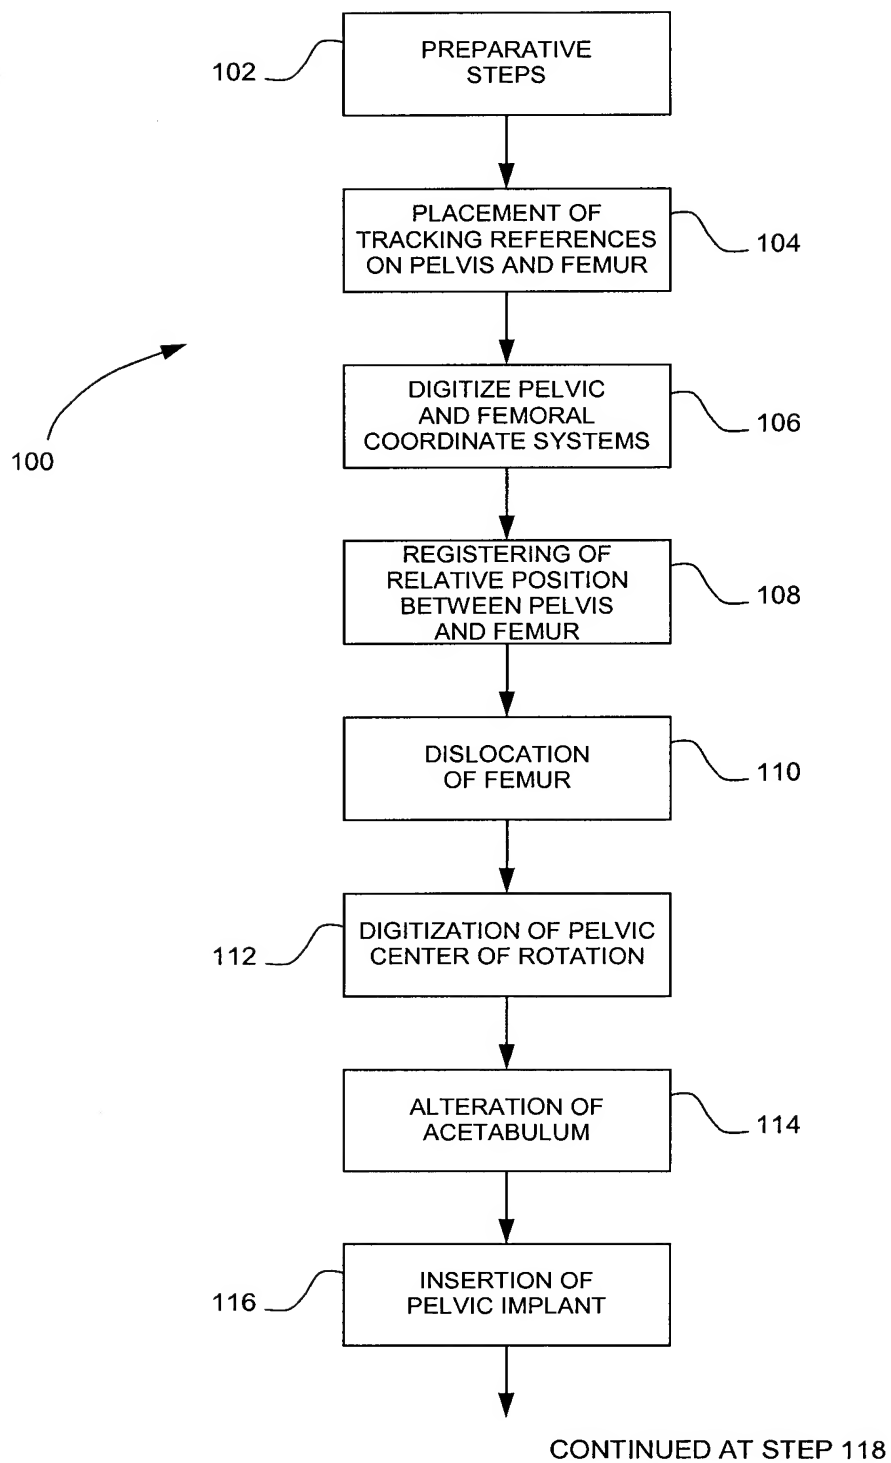 102
PREPARATIVE
STEPS
PLACEMENT OF
TRACKING REFERENCES
ON PELVIS AND FEMUR
104
100
DIGITIZE PELVIC
AND FEMORAL
COORDINATE SYSTEMS
106
REGISTERING OF
RELATIVE POSITION
BETWEEN PELVIS
AND FEMUR
108
DISLOCATION
OF FEMUR
110
112
DIGITIZATION OF PELVIC
CENTER OF ROTATION
ALTERATION OF
ACETABULUM
114
116
INSERTION OF
PELVIC IMPLANT
CONTINUED AT STEP 118